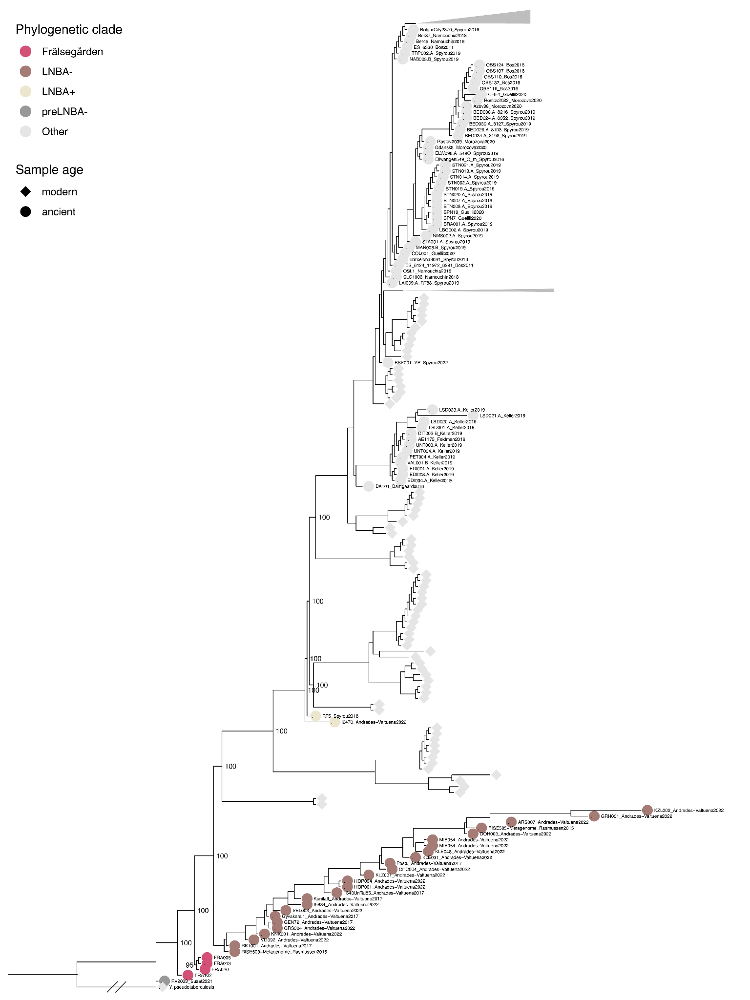 Phylogenetic clade
Frälsegården
LNBA-
LNBA+
preLNBA-
Other
Sample age
modern
ancient
BolgarCity2370_Spyrou2016
Ber37_Namouchia2018
Ber45_Namouchia2018
ES_6330_Bos2011
TRP002.A_Spyrou2019
NAB003.B_Spyrou2019
OBS124_Bos2016
OBS107_Bos2016
OBS110_Bos2016
OBS137_Bos2016
OBS116_Bos2016
CHE1_Guellil2020
Rostov2033_Morozova2020
Azov38_Morozova2020
BED038.A_8216_Spyrou2019
BED024.A_8052_Spyrou2019
BED030.A_8127_Spyrou2019
BED028.A_8103_Spyrou2019
BED034.A_8198_Spyrou2019
Rostov2039_Morozova2020
Gdansk8_Morozova2020
ELW098.A_549O_Spyrou2019
Ellwangen549_O_m_Spyrou2016
STN021.A_Spyrou2019
STN013.A_Spyrou2019
STN014.A_Spyrou2019
STN002.A_Spyrou2019
STN019.A_Spyrou2019
STN020.A_Spyrou2019
STN007.A_Spyrou2019
STN008.A_Spyrou2019
SPN19_Guellil2020
SPN7_Guellil2020
BRA001.A_Spyrou2019
LBG002.A_Spyrou2019
NMS002.A_Spyrou2019
STA001.A_Spyrou2019
MAN008.B_Spyrou2019
COL001_Guellil2020
Barcelona3031_Spyrou2016
ES_8124_11972_8291_Bos2011
OSL1_Namouchia2018
SLC1006_Namouchia2018
LAI009.A_RT88_Spyrou2019
BSK001-YP_Spyrou2022
LSD023.A_Keller2019
LSD021.A_Keller2019
LSD020.A_Keller2019
LSD001.A_Keller2019
DIT003.B_Keller2019
AE1175_Feldman2016
UNT003.A_Keller2019
UNT004.A_Keller2019
PET004.A_Keller2019
VAL001.B_Keller2019
EDI001.A_Keller2019
EDI003.A_Keller2019
EDI004.A_Keller2019
DA101_Damgaard2018
100
100
100
100
100
RT5_Spyrou2018
I2470_Andrades-Valtuena2022
100
100
KZL002_Andrades-Valtuena2022
GRH001_Andrades-Valtuena2022
ARS007_Andrades-Valtuena2022
RISE505-Metagenome_Rasmussen2015
OOH003_Andrades-Valtuena2022
MIB054_Andrades-Valtuena2022
MIB054_Andrades-Valtuena2022
KLE048_Andrades-Valtuena2022
100
KLE031_Andrades-Valtuena2022
Post6_Andrades-Valtuena2017
CHC004_Andrades-Valtuena2022
KLZ001_Andrades-Valtuena2022
HOP004_Andrades-Valtuena2022
HOP001_Andrades-Valtuena2022
1343UnTal85_Andrades-Valtuena2017
KunilaII_Andrades-Valtuena2017
I5884_Andrades-Valtuena2022
100
VEL003_Andrades-Valtuena2022
Gyvakarai1_Andrades-Valtuena2017
GEN72_Andrades-Valtuena2017
GRS004_Andrades-Valtuena2022
KNK001_Andrades-Valtuena2022
VLI092_Andrades-Valtuena2022
100
RK1001_Andrades-Valtuena2017
RISE509-Metagenome_Rasmussen2015
FRA005
FRA013
95
FRA020
FRA102
RV2039_Susat2021
Y. pseudotuberculosis